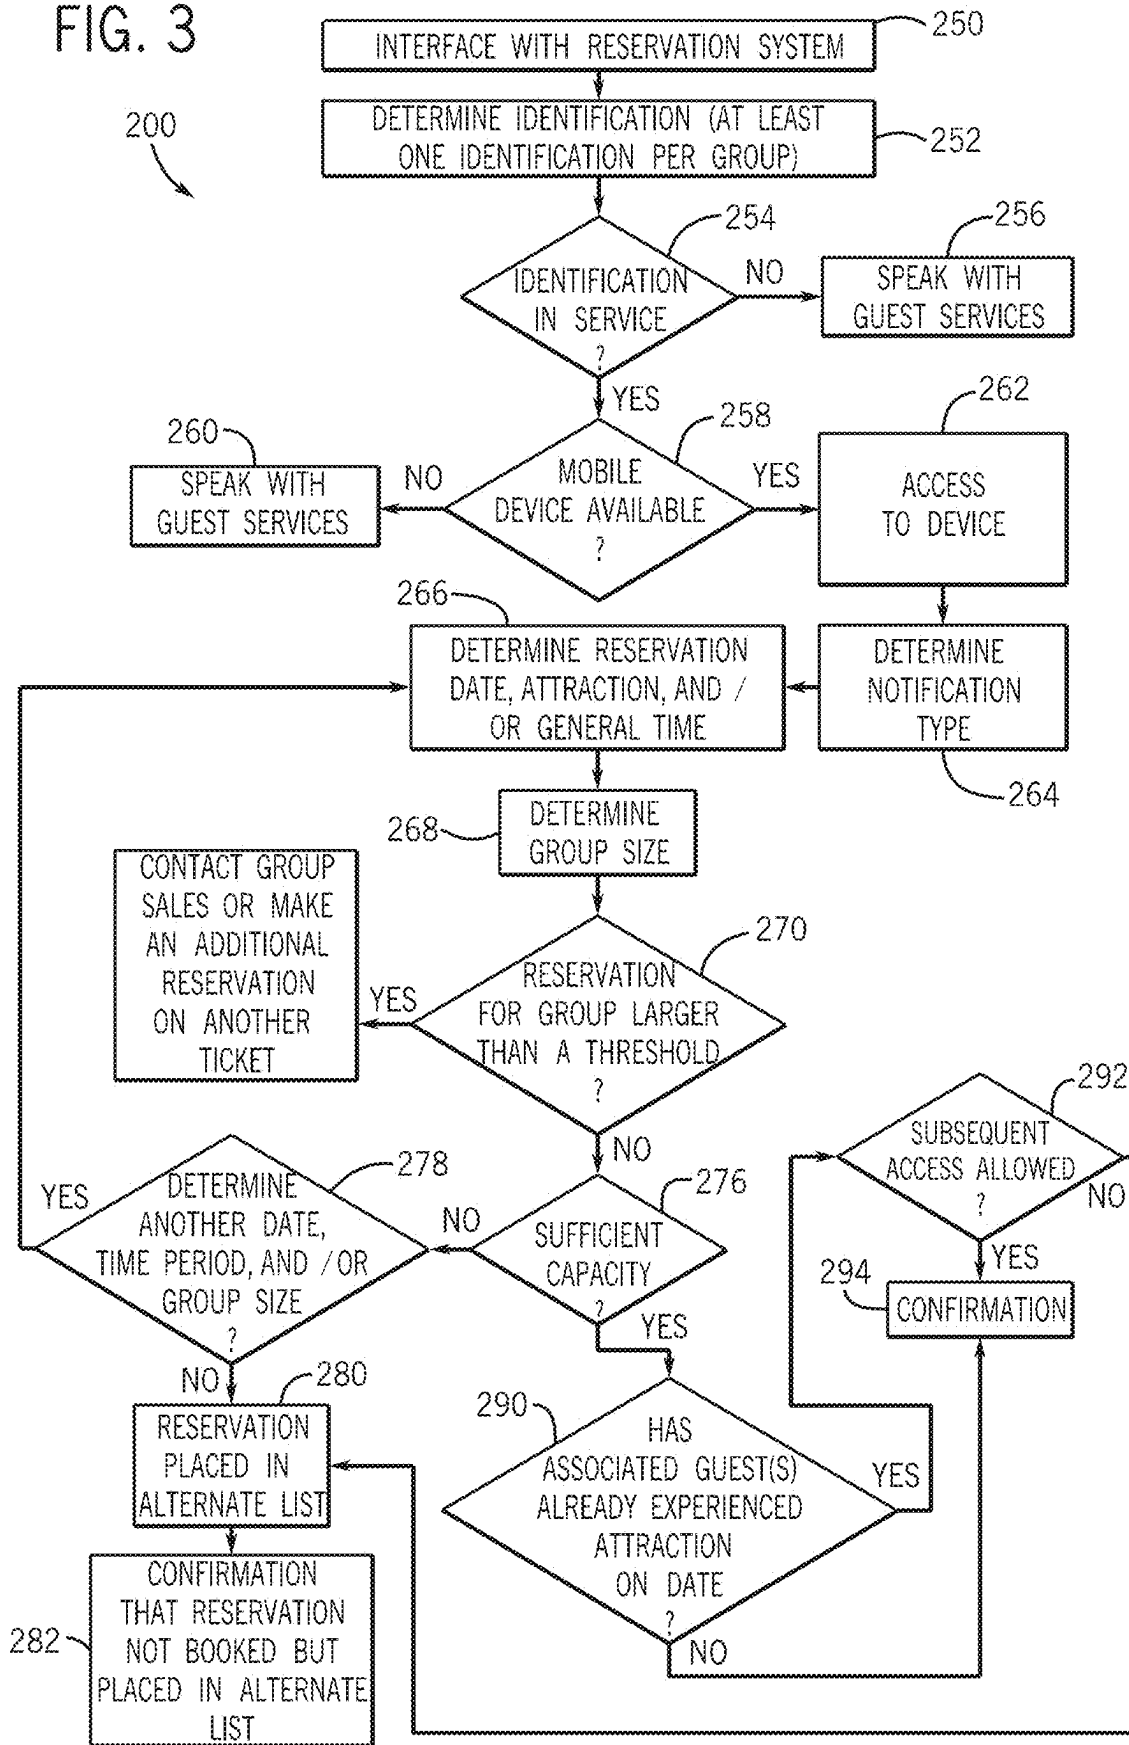 FIG. 3
250
INTERFACE WITH RESERVATION SYSTEM
200
DETERMINE IDENTIFICATION (AT LEAST
ONE IDENTIFICATION PER GROUP)
252
254
IDENTIFICATION
IN SERVICE
?
NO
256
SPEAK WITH
GUEST SERVICES
YES
258
MOBILE
DEVICE AVAILABLE
?
NO
260
SPEAK WITH
GUEST SERVICES
YES
262
ACCESS
TO DEVICE
DETERMINE
NOTIFICATION
TYPE
264
266
DETERMINE RESERVATION
DATE, ATTRACTION, AND /
OR GENERAL TIME
268
DETERMINE
GROUP SIZE
270
RESERVATION
FOR GROUP LARGER
THAN A THRESHOLD
?
YES
CONTACT GROUP
SALES OR MAKE
AN ADDITIONAL
RESERVATION
ON ANOTHER
TICKET
NO
276
SUFFICIENT
CAPACITY
?
NO
278
DETERMINE
ANOTHER DATE,
TIME PERIOD, AND /OR
GROUP SIZE
?
YES
NO
280
RESERVATION
PLACED IN
ALTERNATE LIST
282
CONFIRMATION
THAT RESERVATION
NOT BOOKED BUT
PLACED IN ALTERNATE
LIST
YES
290
HAS
ASSOCIATED GUEST(S)
ALREADY EXPERIENCED
ATTRACTION
ON DATE
?
YES
NO
292
SUBSEQUENT
ACCESS ALLOWED
?
NO
YES
294
CONFIRMATION